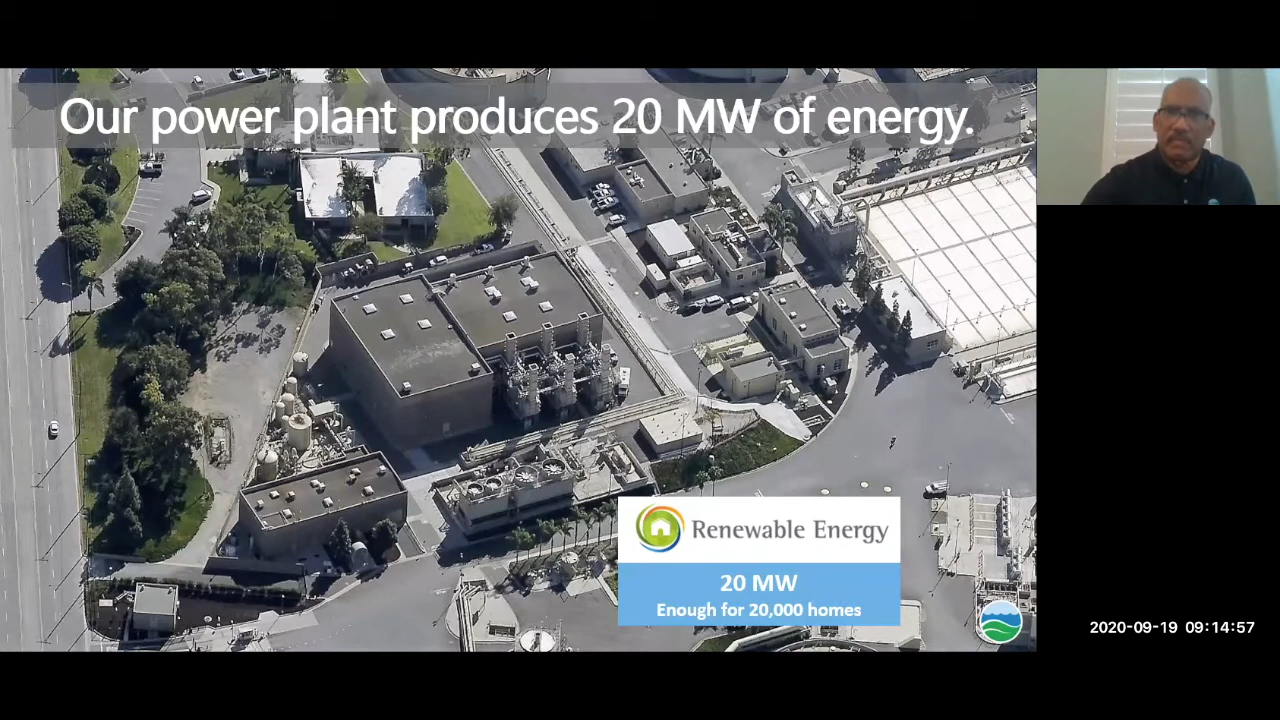 Our power plant produces 20 MW of energy.
Renewable Energy
20 MW
Enough for 20,000 homes
2020-09-19 09:14:57